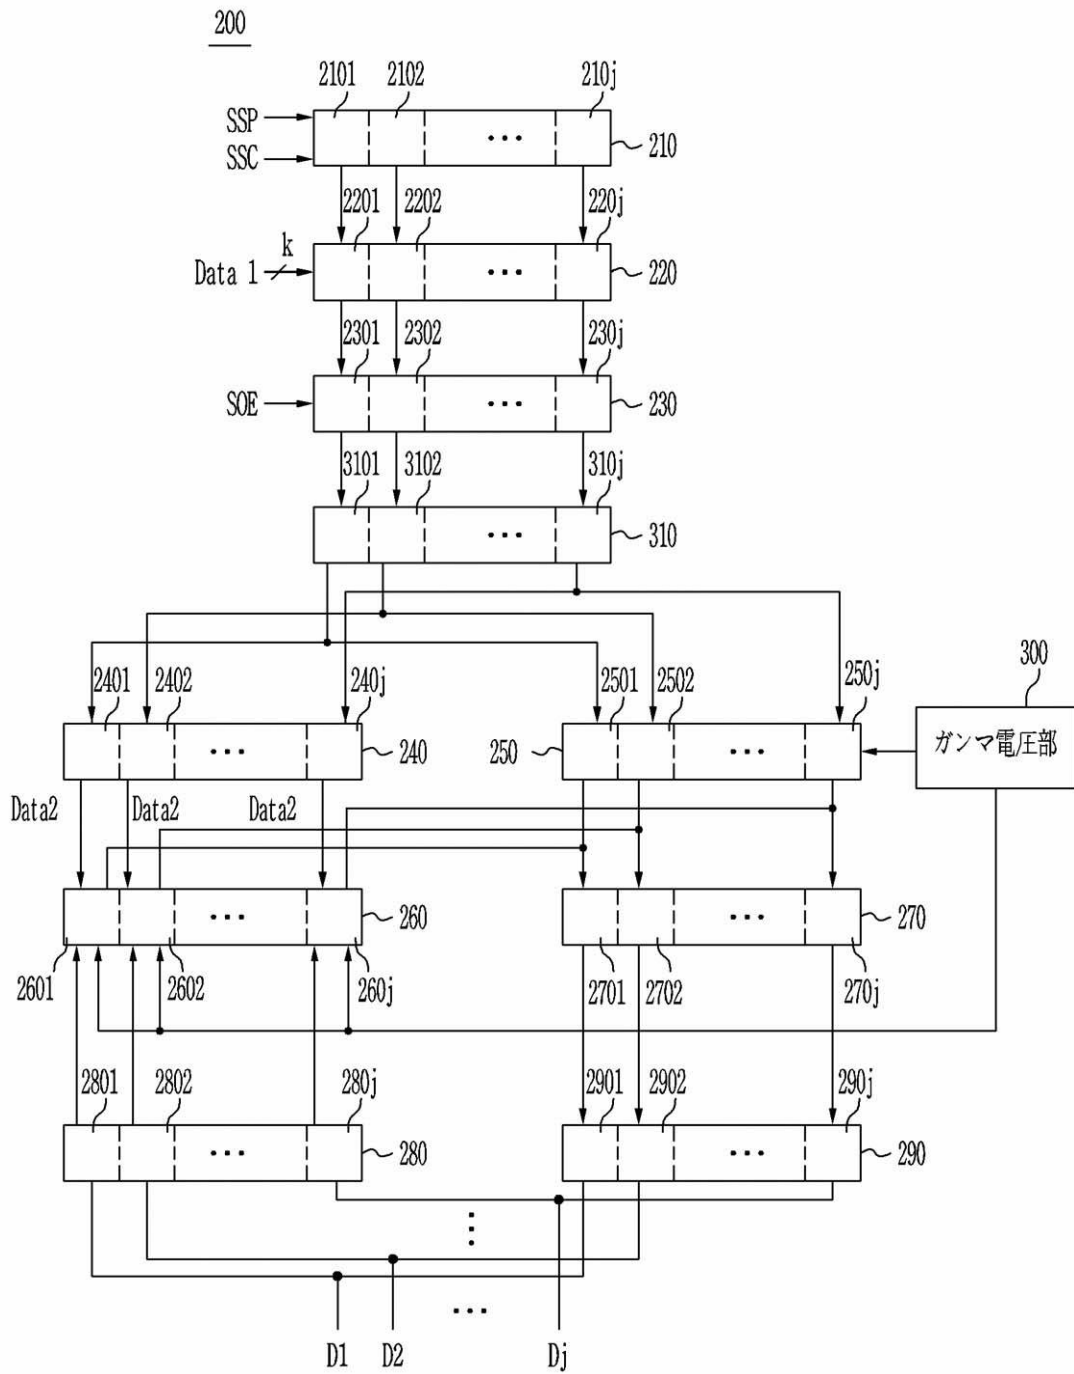 200
2101 2102 210j
SSP
SSC
210
2201 2202 220j
k
Data 1
220
2301 2302 230j
SOE
230
3101 3102 310j
310
300
2401 2402 240j 2501 2502 250j
240 250
ガンマ電圧部
Data2 Data2 Data2
260 270
2601 2602 260j 2701 2702 270j
2801 2802 280j 2901 2902 290j
280 290
D1 D2 Dj